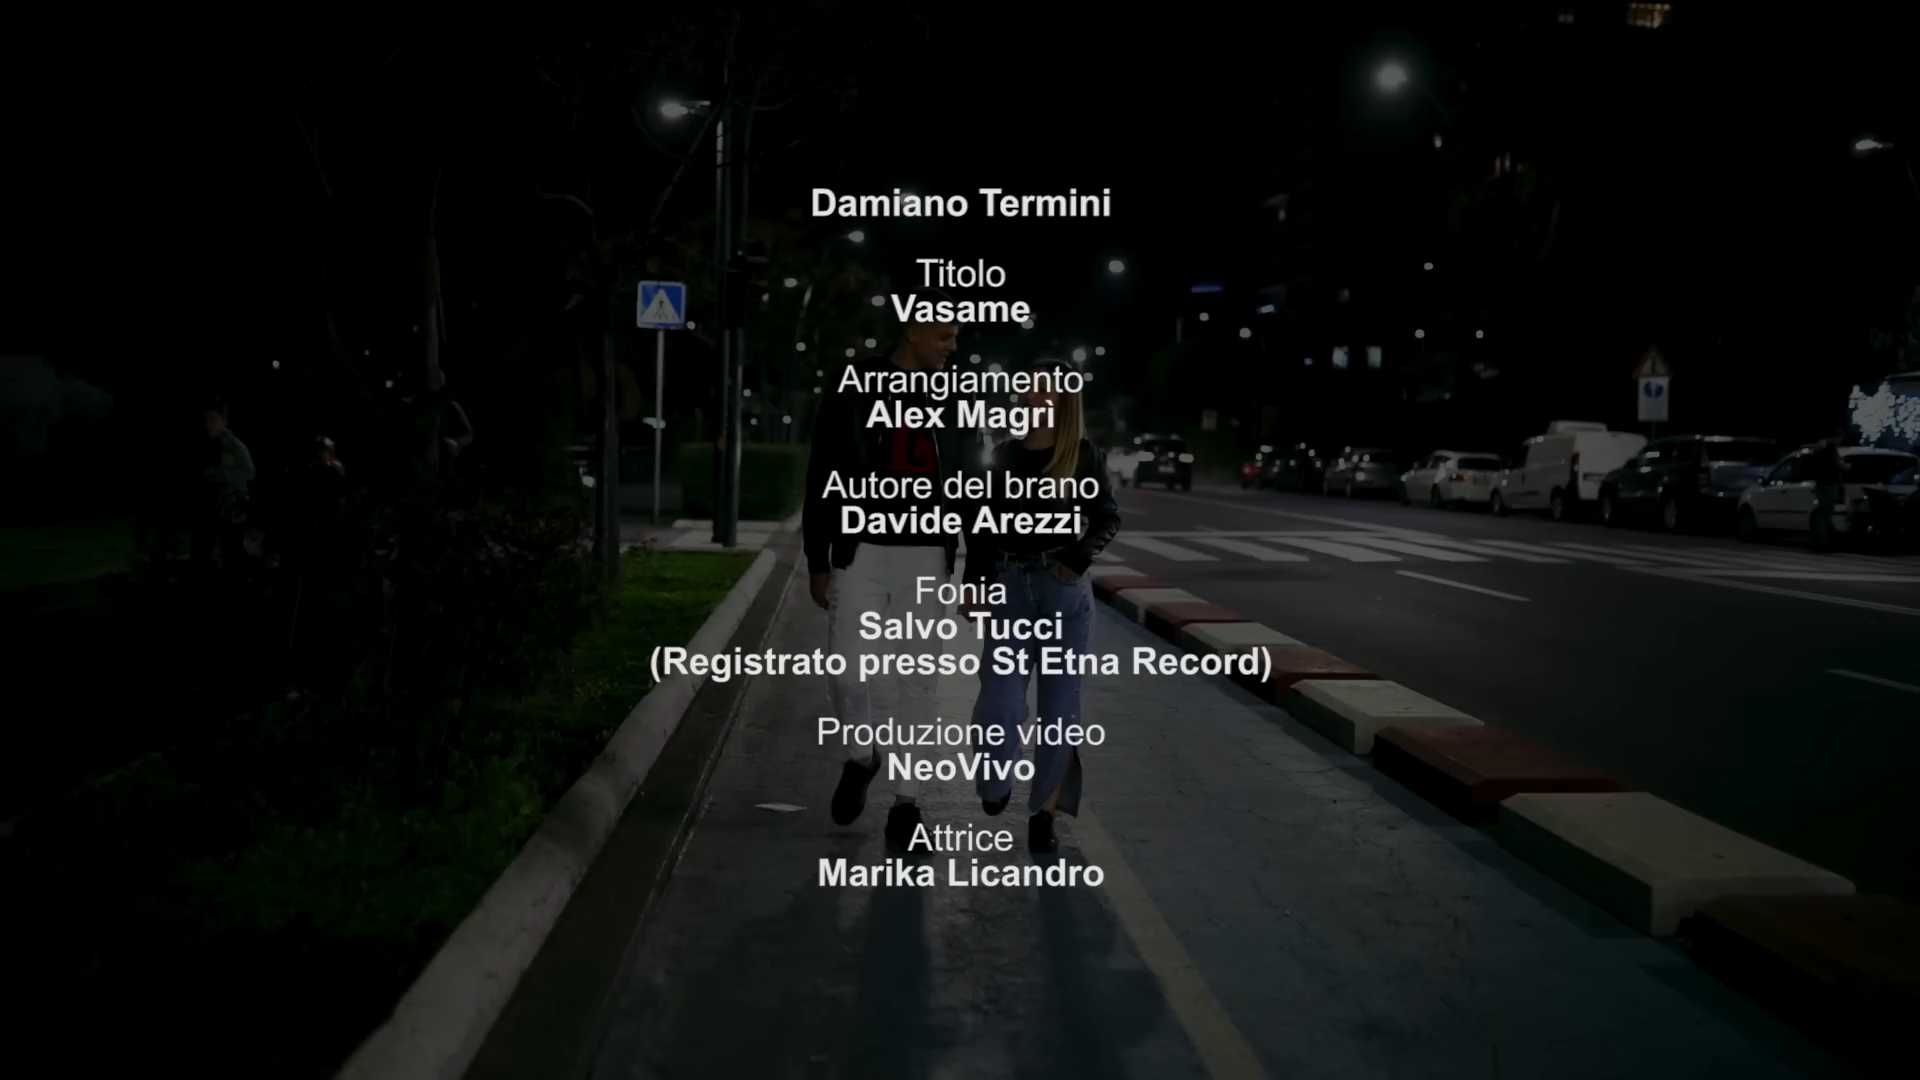 Damiano Termini
Titolo
Vasame
Arrangiamento
Alex Magrì
Autore del brano
Davide Arezzi
Fonia
Salvo Tucci
(Registrato presso St Etna Record)
Produzione video
NeoVivo
Attrice
Marika Licandro